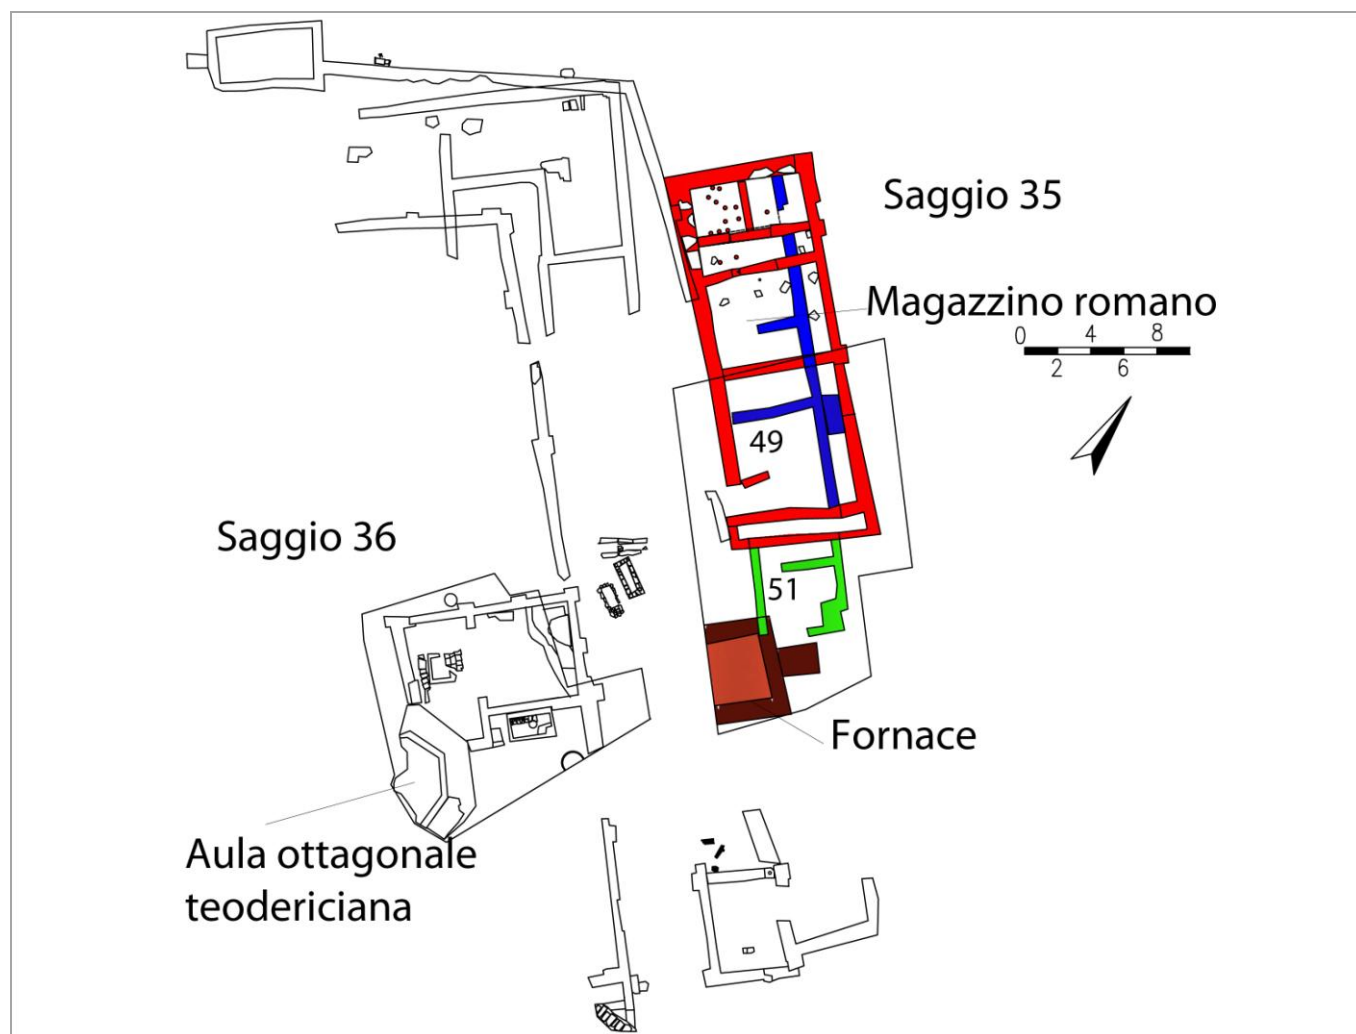 Saggio 35
Magazzino romano
0 4 8
2 6
49
Saggio 36
51
Fornace
Aula ottagonale
teodericiana